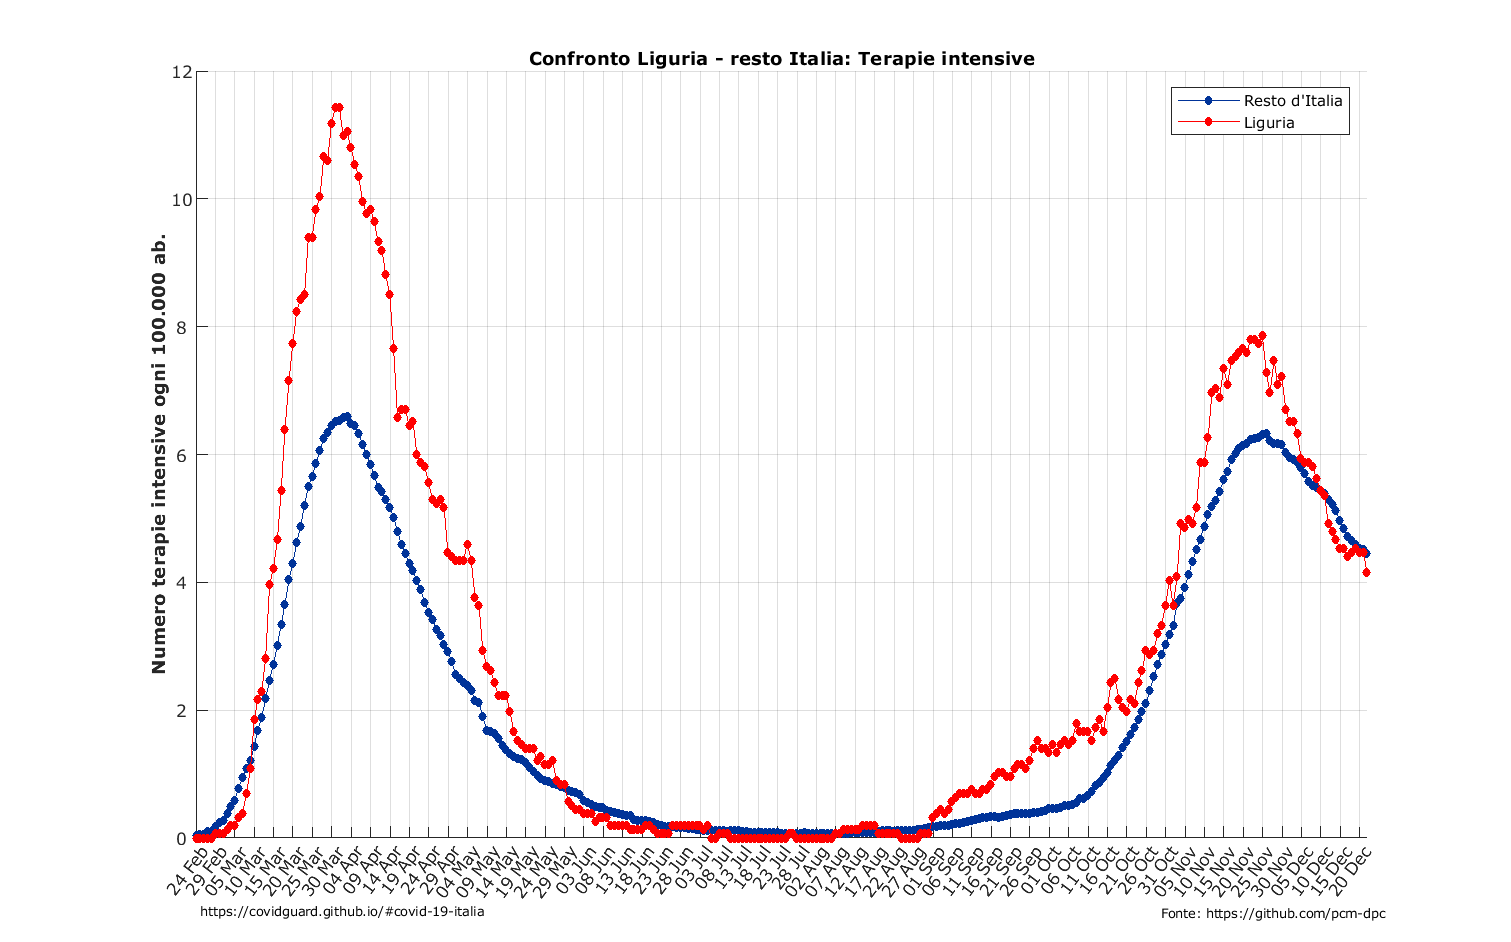 Confronto Liguria - resto Italia: Terapie intensive
Resto d'Italia
Liguria
Numero terapie intensive ogni 100.000 ab.
12
10
8
6
4
2
0
24 Feb
29 Feb
05 Mar
10 Mar
15 Mar
20 Mar
25 Mar
30 Mar
04 Apr
09 Apr
14 Apr
19 Apr
24 Apr
29 Apr
04 May
09 May
14 May
19 May
24 May
29 May
03 Jun
08 Jun
13 Jun
18 Jun
23 Jun
28 Jun
03 Jul
08 Jul
13 Jul
18 Jul
23 Jul
28 Jul
02 Aug
07 Aug
12 Aug
17 Aug
22 Aug
27 Aug
01 Sep
06 Sep
11 Sep
16 Sep
21 Sep
26 Sep
01 Oct
06 Oct
11 Oct
16 Oct
21 Oct
26 Oct
31 Oct
05 Nov
10 Nov
15 Nov
20 Nov
25 Nov
30 Nov
05 Dec
10 Dec
15 Dec
20 Dec
https://covidguard.github.io/#covid-19-italia
Fonte: https://github.com/pcm-dpc